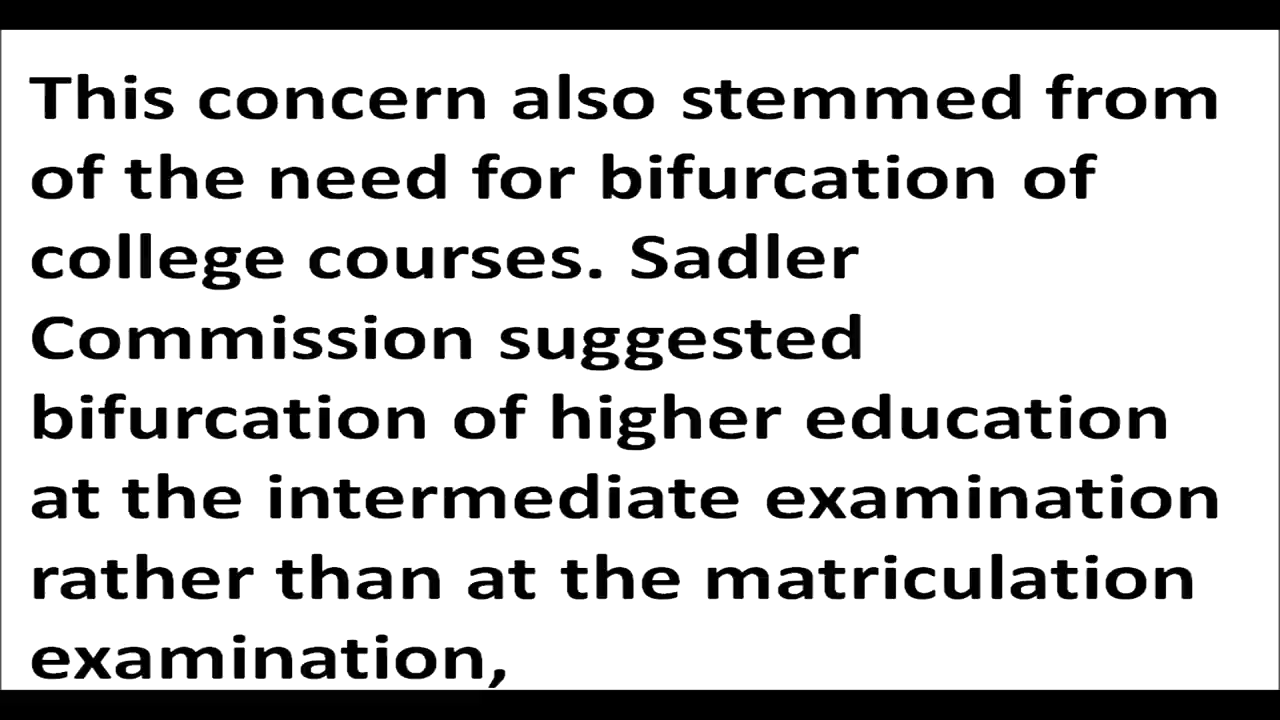 This concern also stemmed from
of the need for bifurcation of
college courses. Sadler
Commission suggested
bifurcation of higher education
at the intermediate examination
rather than at the matriculation
examination,